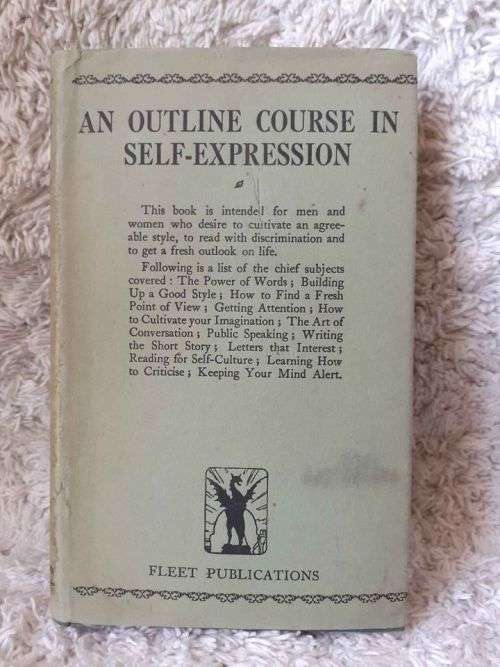 AN OUTLINE COURSE IN
SELF-EXPRESSION
This book is intended for men and
women who desire to cultivate an agree-
able style, to read with discrimination and
to get a fresh outlook on life.
Following is a list of the chief subjects
covered : The Power of Words ; Building
Up a Good Style ; How to Find a Fresh
Point of View ; Getting Attention ; How
to Cultivate your Imagination ; The Art of
Conversation ; Public Speaking ; Writing
the Short Story ; Letters that Interest ;
Reading for Self-Culture ; Learning How
to Criticise ; Keeping Your Mind Alert.
FLEET PUBLICATIONS